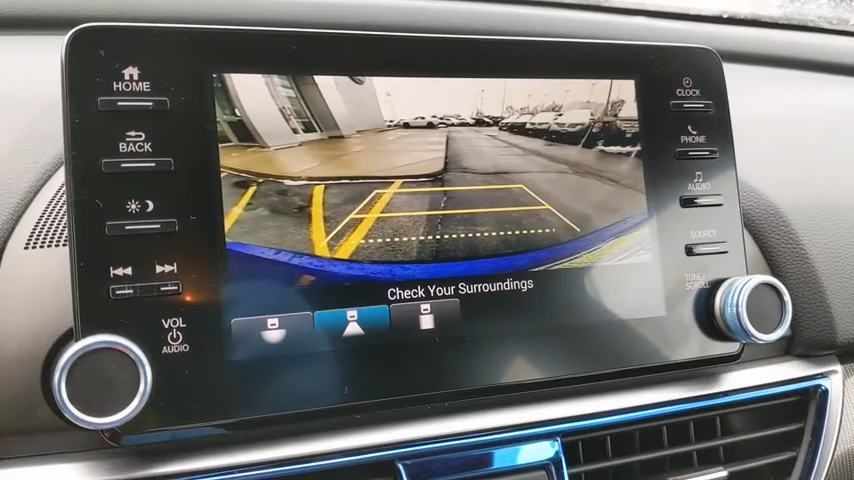 HOME
BACK
VOL
AUDIO
Check Your Surroundings
CLOCK
PHONE
AUDIO
SOURCE
TUNE/
SCROLL